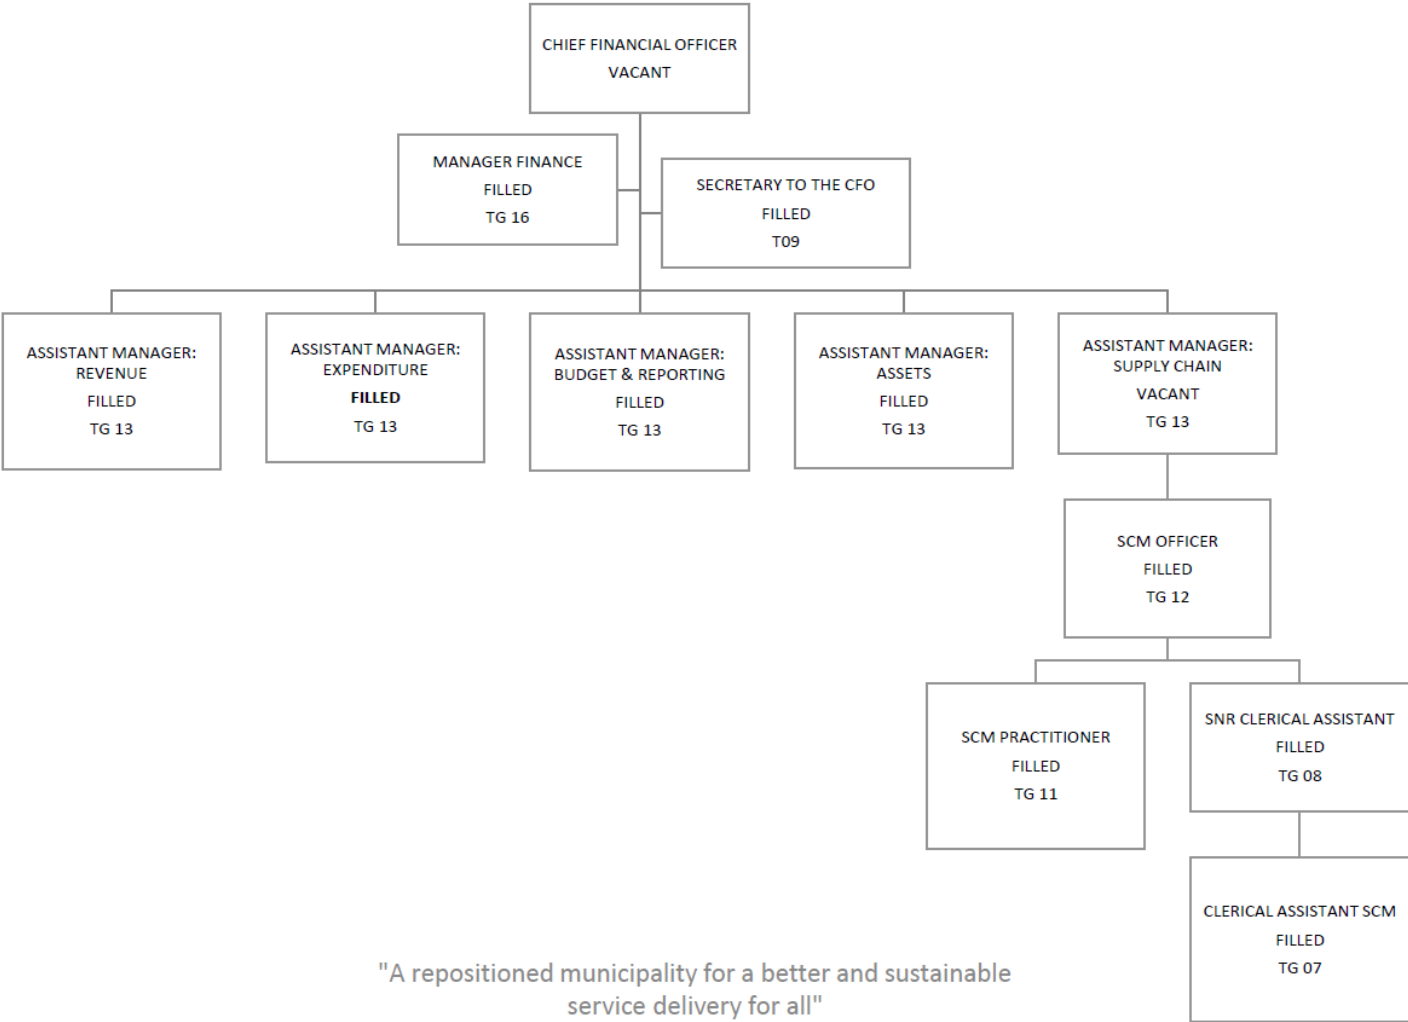 CHIEF FINANCIAL OFFICER
VACANT
MANAGER FINANCE
FILLED
TG 16
SECRETARY TO THE CFO
FILLED
T09
ASSISTANT MANAGER:
REVENUE
FILLED
TG 13
ASSISTANT MANAGER:
EXPENDITURE
FILLED
TG 13
ASSISTANT MANAGER:
BUDGET & REPORTING
FILLED
TG 13
ASSISTANT MANAGER:
ASSETS
FILLED
TG 13
ASSISTANT MANAGER:
SUPPLY CHAIN
VACANT
TG 13
SCM OFFICER
FILLED
TG 12
SCM PRACTITIONER
FILLED
TG 11
SNR CLERICAL ASSISTANT
FILLED
TG 08
CLERICAL ASSISTANT SCM
FILLED
TG 07
"A repositioned municipality for a better and sustainable
service delivery for all"